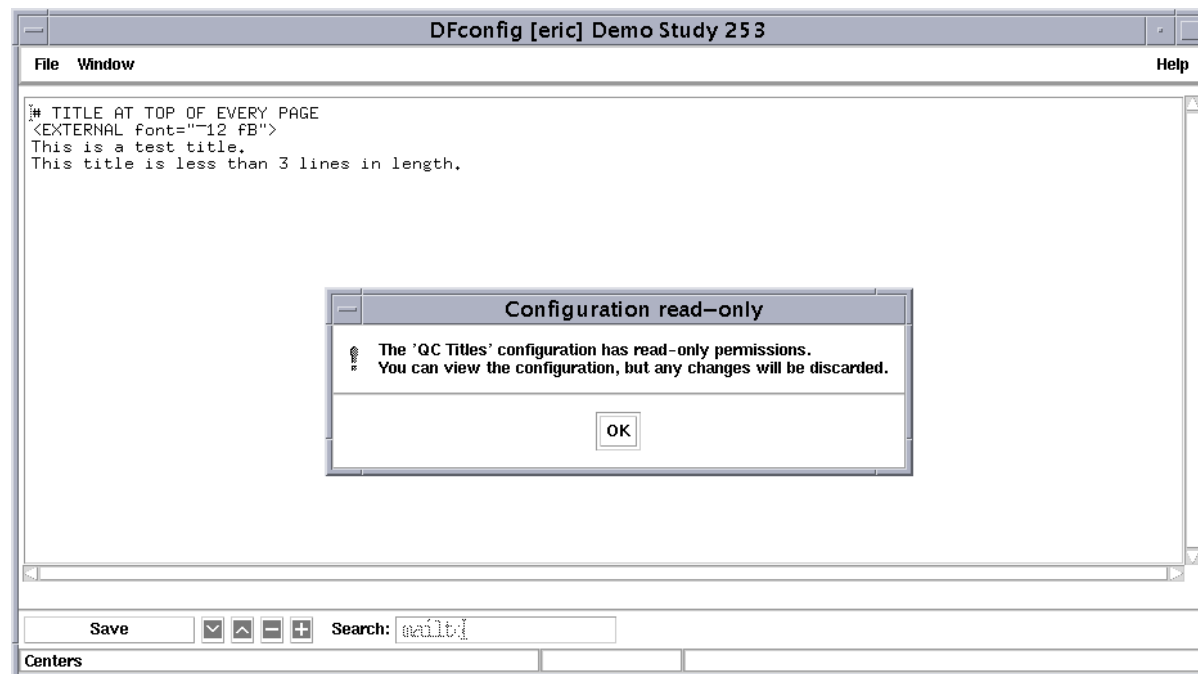 DFconfig [eric] Demo Study 253
File Window Help
# TITLE AT TOP OF EVERY PAGE
<EXTERNAL font="~12 fB">
This is a test title.
This title is less than 3 lines in length.
Configuration read-only
The 'QC Titles' configuration has read-only permissions.
You can view the configuration, but any changes will be discarded.
OK
Save Search:
Centers